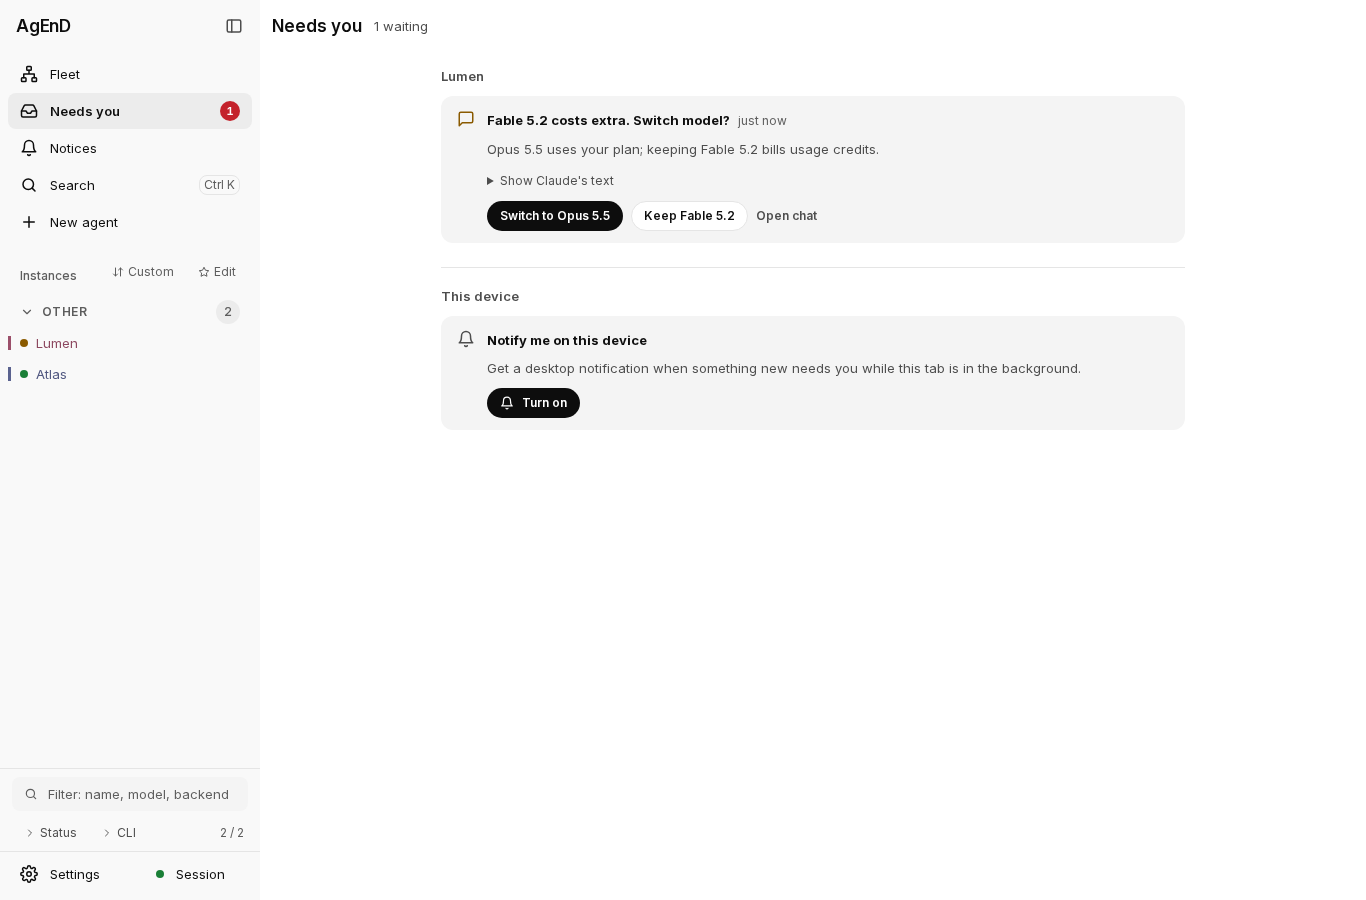 AgEnD
Fleet
Needs you 1
Notices
Search Ctrl K
New agent
Instances Custom Edit
OTHER 2
Lumen
Atlas
Filter: name, model, backend
Status CLI 2 / 2
Settings Session
Needs you 1 waiting
Lumen
Fable 5.2 costs extra. Switch model? just now
Opus 5.5 uses your plan; keeping Fable 5.2 bills usage credits.
Show Claude's text
Switch to Opus 5.5 Keep Fable 5.2 Open chat
This device
Notify me on this device
Get a desktop notification when something new needs you while this tab is in the background.
Turn on